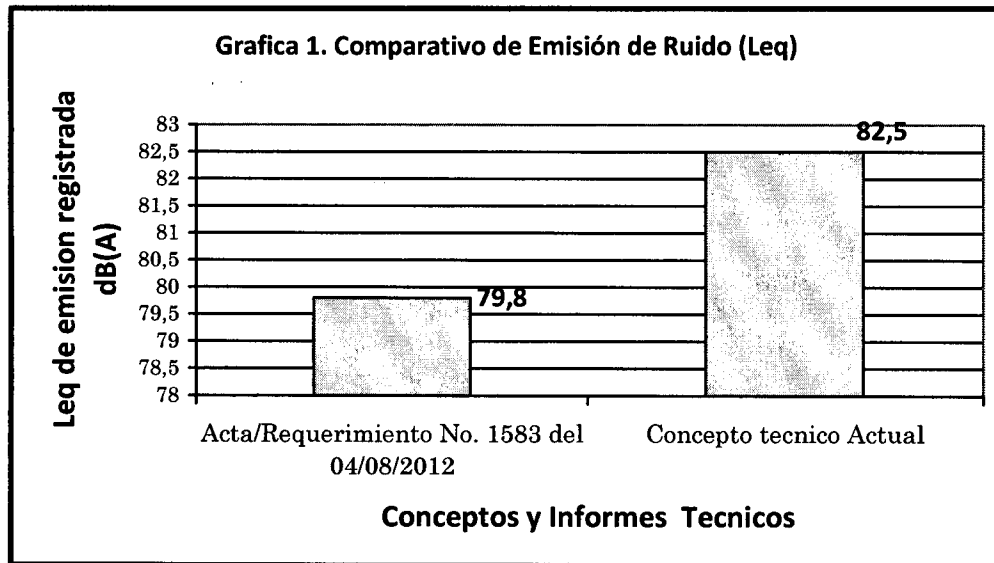 Grafica 1. Comparativo de Emisión de Ruido (Leq)
Leq de emision registrada
dB(A)
83
82,5
82
81,5
81
80,5
80
79,5
79
78,5
78
79,8
82,5
Acta/Requerimiento No. 1583 del
04/08/2012
Concepto tecnico Actual
Conceptos y Informes Tecnicos